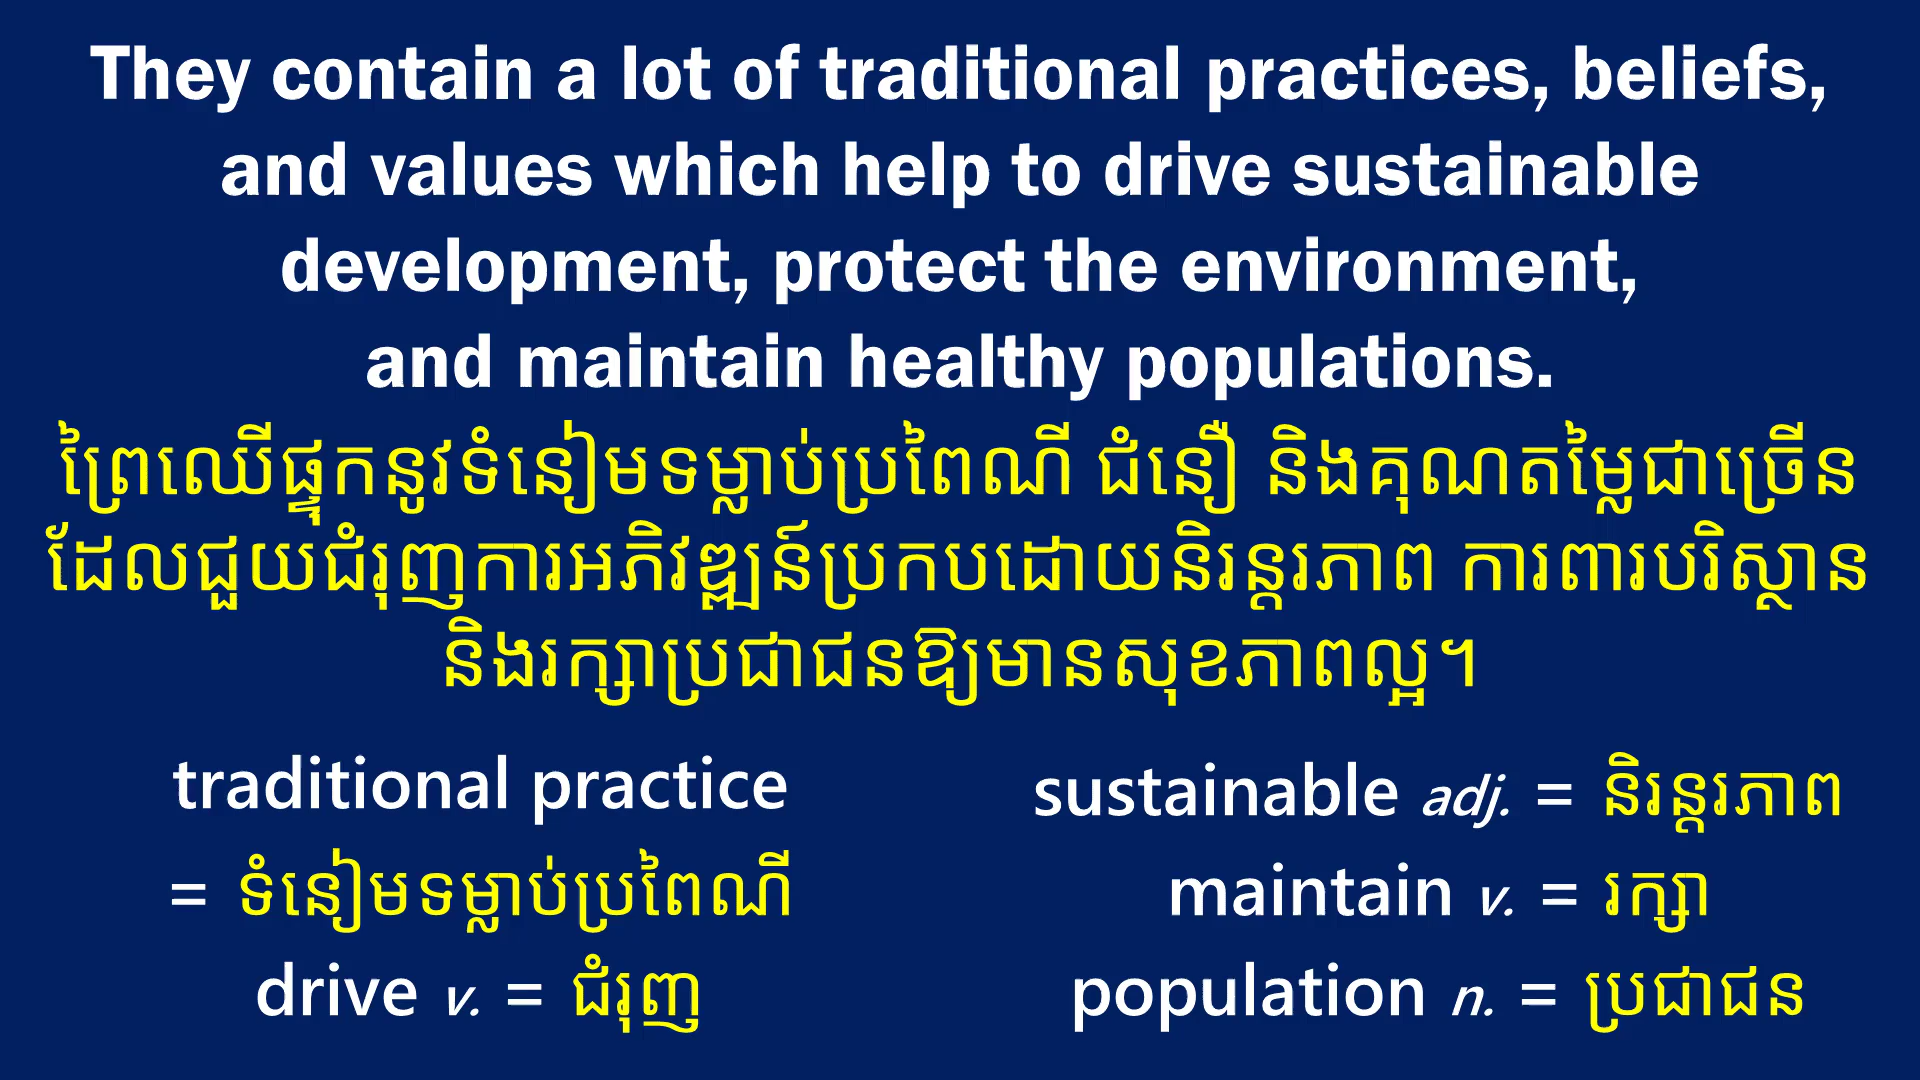 They contain a lot of traditional practices, beliefs,
and values which help to drive sustainable
development, protect the environment,
and maintain healthy populations.
ព្រៃឈើផ្ទុកនូវទំនៀមទម្លាប់ប្រពៃណី ជំនឿ និងគុណតម្លៃជាច្រើន
ដែលជួយជំរុញការអភិវឌ្ឍន៍ប្រកបដោយនិរន្តរភាព ការពារបរិស្ថាន
និងរក្សាប្រជាជនឱ្យមានសុខភាពល្អ។
traditional practice
= ទំនៀមទម្លាប់ប្រពៃណី
drive v. = ជំរុញ
sustainable adj. = និរន្តរភាព
maintain v. = រក្សា
population n. = ប្រជាជន